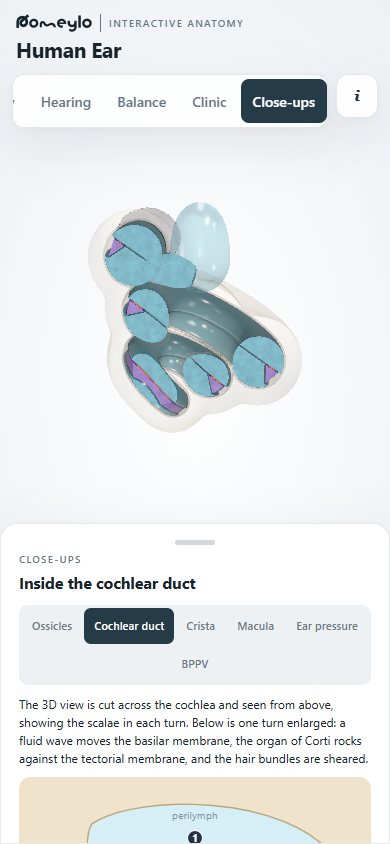 Domeylo | INTERACTIVE ANATOMY
Human Ear
Hearing Balance Clinic Close-ups i
CLOSE-UPS
Inside the cochlear duct
Ossicles Cochlear duct Crista Macula Ear pressure
BPPV
The 3D view is cut across the cochlea and seen from above,
showing the scalae in each turn. Below is one turn enlarged: a
fluid wave moves the basilar membrane, the organ of Corti rocks
against the tectorial membrane, and the hair bundles are sheared.
perilymph
1